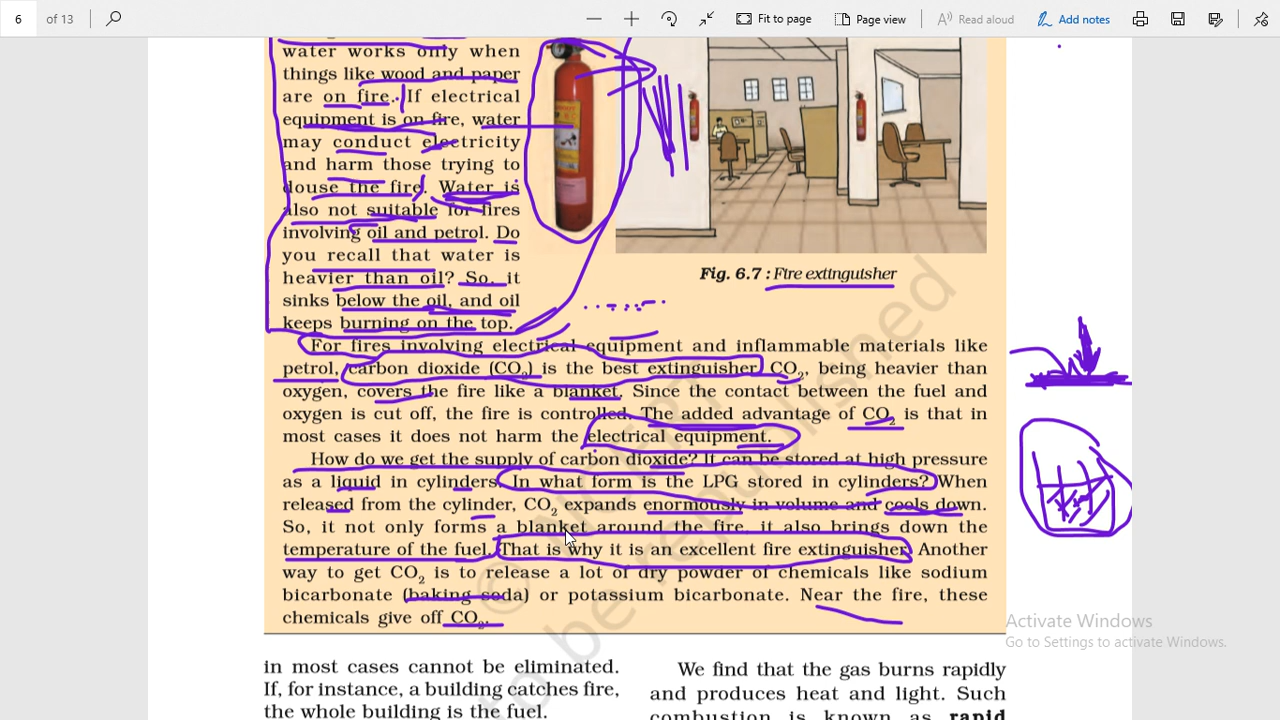 6 of 13
Fit to page
Page view
Read aloud
Add notes
water works only when
things like wood and paper
are on fire. If electrical
equipment is on fire, water
may conduct electricity
and harm those trying to
douse the fire. Water is
also not suitable for fires
involving oil and petrol. Do
you recall that water is
heavier than oil? So, it
sinks below the oil, and oil
keeps burning on the top.
Fig. 6.7 : Fire extinguisher
For fires involving electrical equipment and inflammable materials like
petrol, carbon dioxide (CO2) is the best extinguisher. CO2, being heavier than
oxygen, covers the fire like a blanket. Since the contact between the fuel and
oxygen is cut off, the fire is controlled. The added advantage of CO2 is that in
most cases it does not harm the electrical equipment.
How do we get the supply of carbon dioxide? It can be stored at high pressure
as a liquid in cylinders. In what form is the LPG stored in cylinders? When
released from the cylinder, CO2 expands enormously in volume and cools down.
So, it not only forms a blanket around the fire, it also brings down the
temperature of the fuel. That is why it is an excellent fire extinguisher. Another
way to get CO2 is to release a lot of dry powder of chemicals like sodium
bicarbonate (baking soda) or potassium bicarbonate. Near the fire, these
chemicals give off CO2.
in most cases cannot be eliminated.
If, for instance, a building catches fire,
the whole building is the fuel.
We find that the gas burns rapidly
and produces heat and light. Such
combustion is known as rapid
to be republished
Activate Windows
Go to Settings to activate Windows.